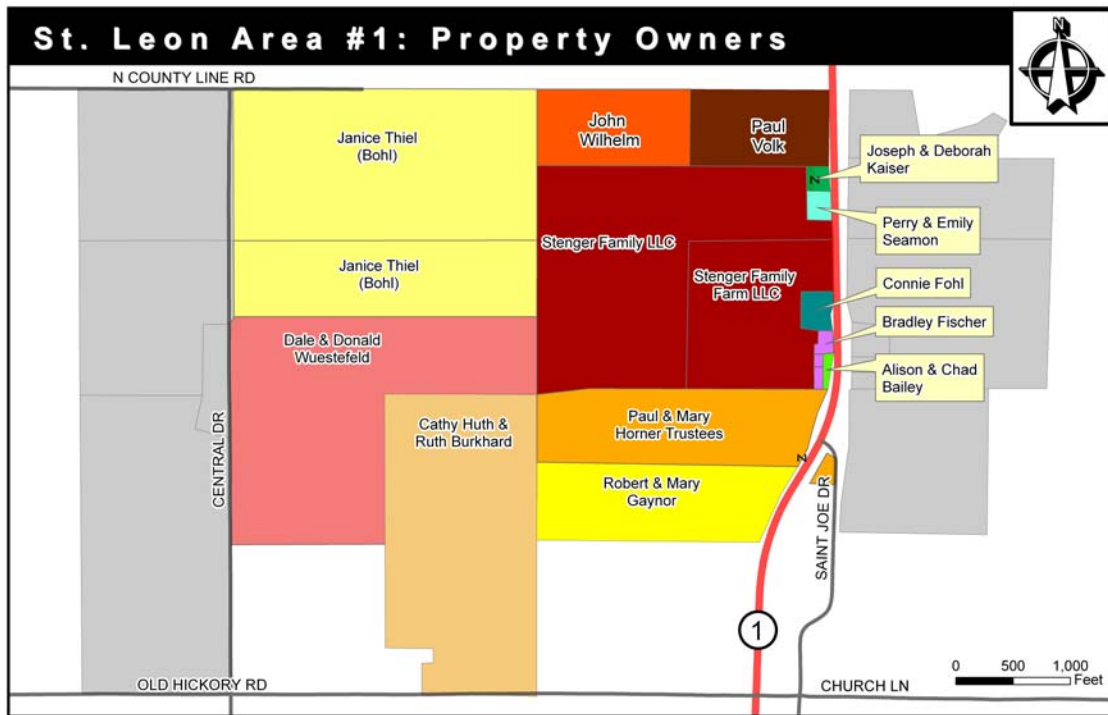 St. Leon Area #1: Property Owners
N COUNTY LINE RD
Janice Thiel
(Bohl)
John
Wilhelm
Paul
Volk
Joseph & Deborah
Kaiser
Perry & Emily
Seamon
Stenger Family LLC
Janice Thiel
(Bohl)
Stenger Family
Farm LLC
Connie Fohl
Bradley Fischer
Dale & Donald
Wuestefeld
Alison & Chad
Bailey
Cathy Huth &
Ruth Burkhard
Paul & Mary
Horner Trustees
CENTRAL DR
Robert & Mary
Gaynor
SAINT JOE DR
1
0 500 1,000
Feet
OLD HICKORY RD
CHURCH LN